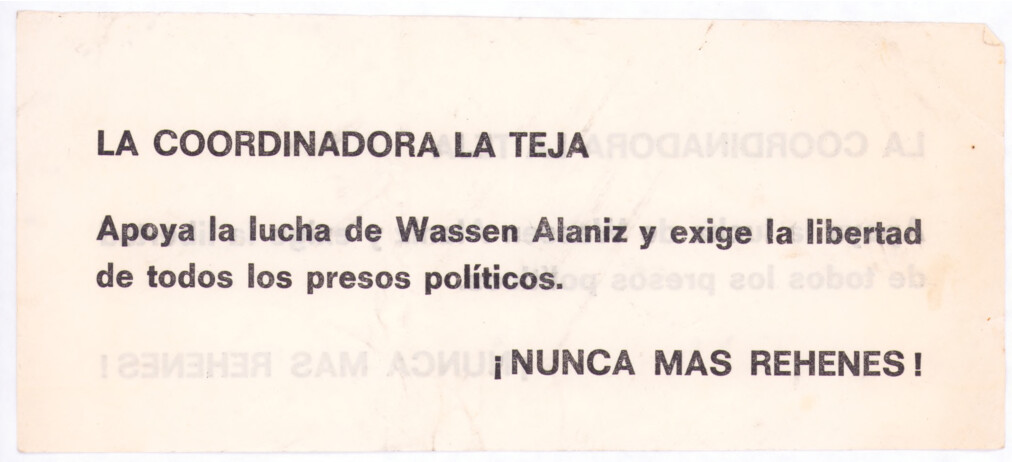 LA COORDINADORA LA TEJA
Apoya la lucha de Wassen Alaniz y exige la libertad
de todos los presos políticos.
¡NUNCA MAS REHENES!